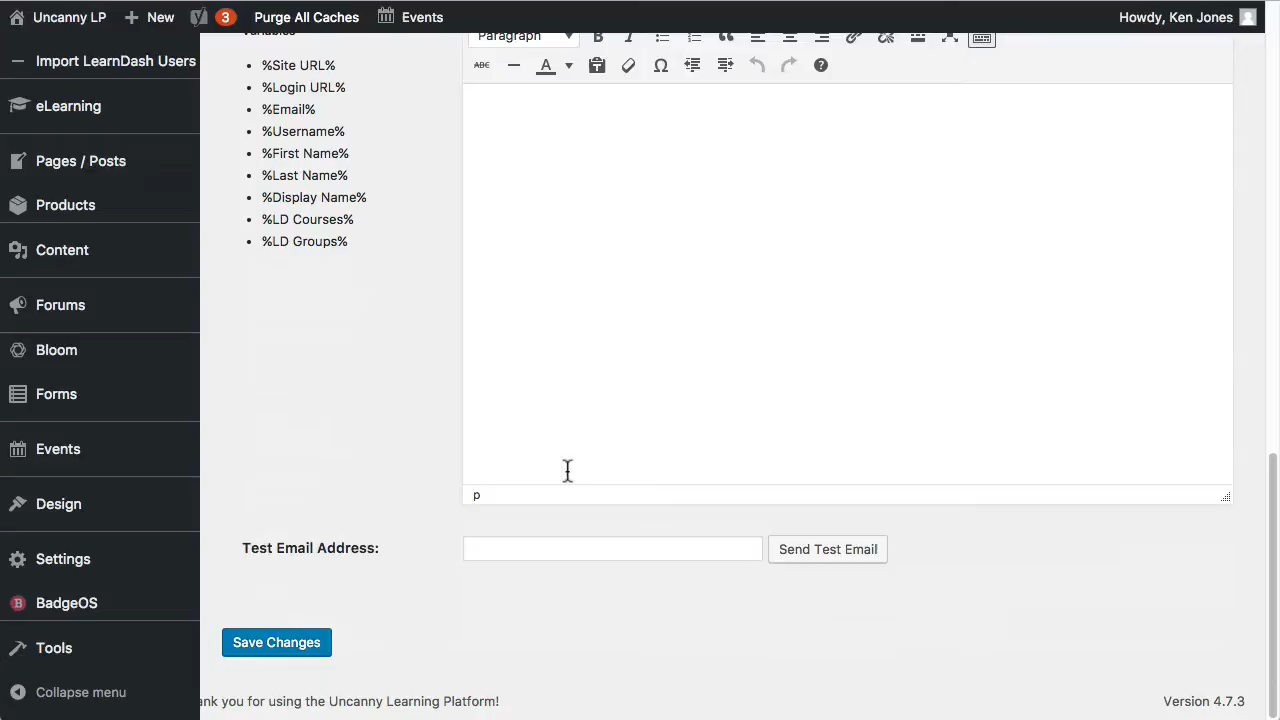 Uncanny LP
New
3
Purge All Caches
Events
Howdy, Ken Jones
Import LearnDash Users
eLearning
Pages / Posts
Products
Content
Forums
Bloom
Forms
Events
Design
Settings
BadgeOS
Tools
Collapse menu
Variables
%Site URL%
%Login URL%
%Email%
%Username%
%First Name%
%Last Name%
%Display Name%
%LD Courses%
%LD Groups%
Paragraph
B
I
ABC
A
Ω
p
Test Email Address:
Send Test Email
Save Changes
ank you for using the Uncanny Learning Platform!
Version 4.7.3